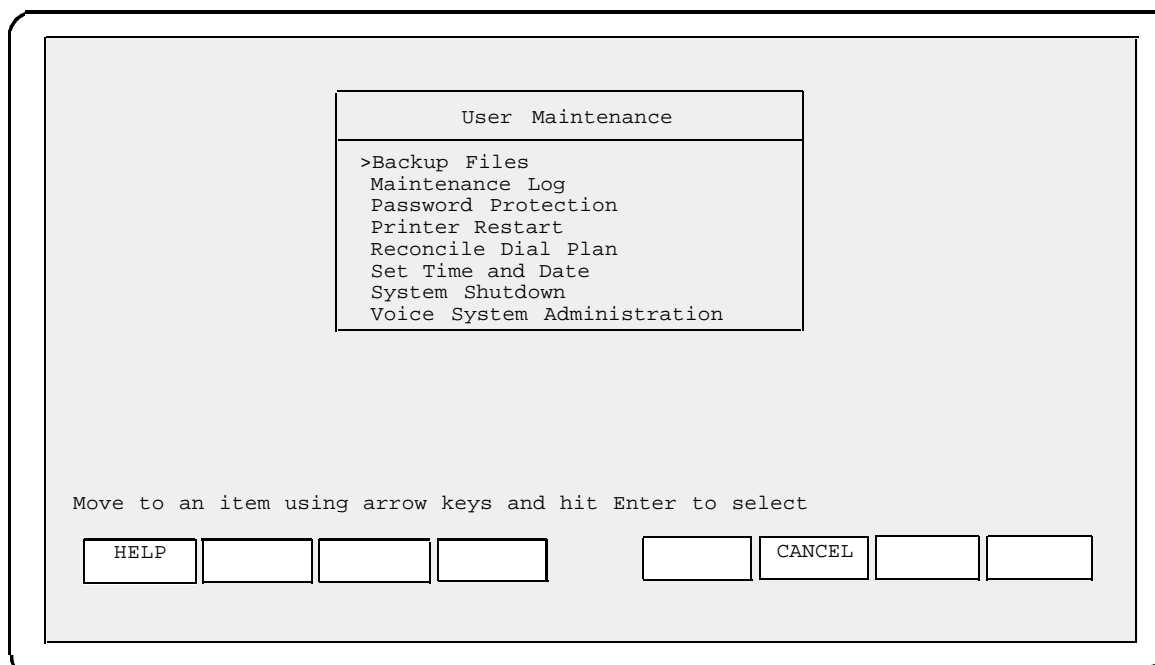 User Maintenance
>Backup Files
Maintenance Log
Password Protection
Printer Restart
Reconcile Dial Plan
Set Time and Date
System Shutdown
Voice System Administration
Move to an item using arrow keys and hit Enter to select
HELP CANCEL